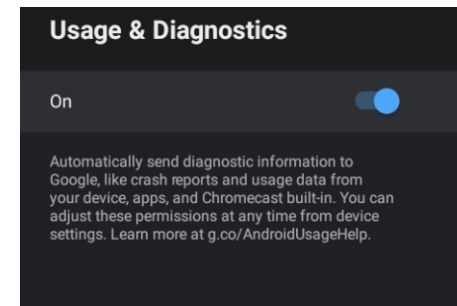 Usage & Diagnostics
On
Automatically send diagnostic information to
Google, like crash reports and usage data from
your device, apps, and Chromecast built-in. You can
adjust these permissions at any time from device
settings. Learn more at g.co/AndroidUsageHelp.